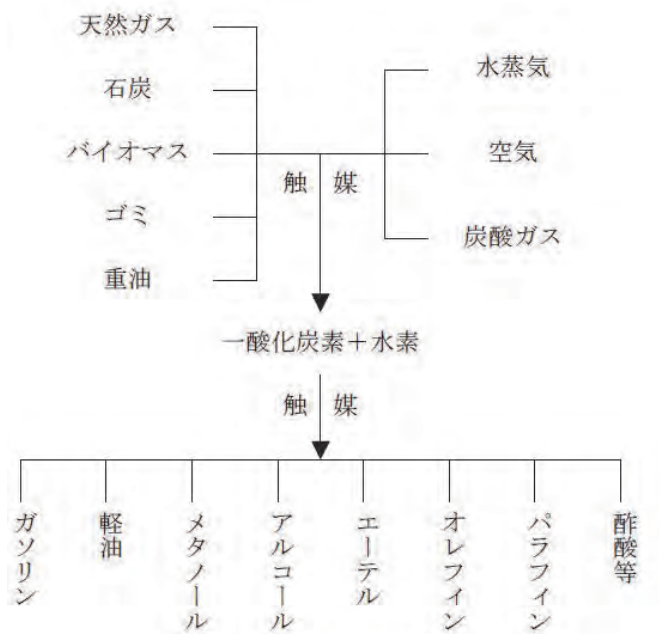 天然ガス
石炭
バイオマス
ゴミ
重油
水蒸気
空気
炭酸ガス
触 媒
一酸化炭素＋水素
触 媒
ガソリン
軽油
メタノール
アルコール
エーテル
オレフィン
パラフィン
酢酸等